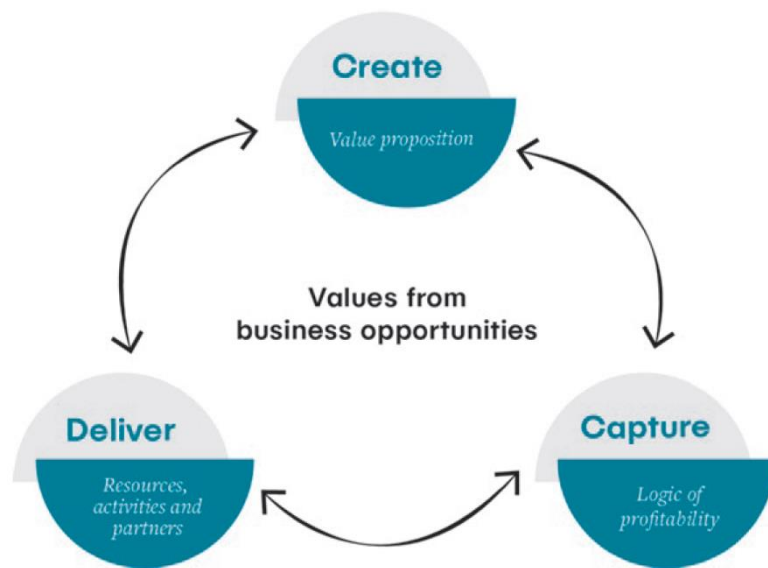 Create
Value proposition
Values from
business opportunities
Deliver
Resources,
activities and
partners
Capture
Logic of
profitability